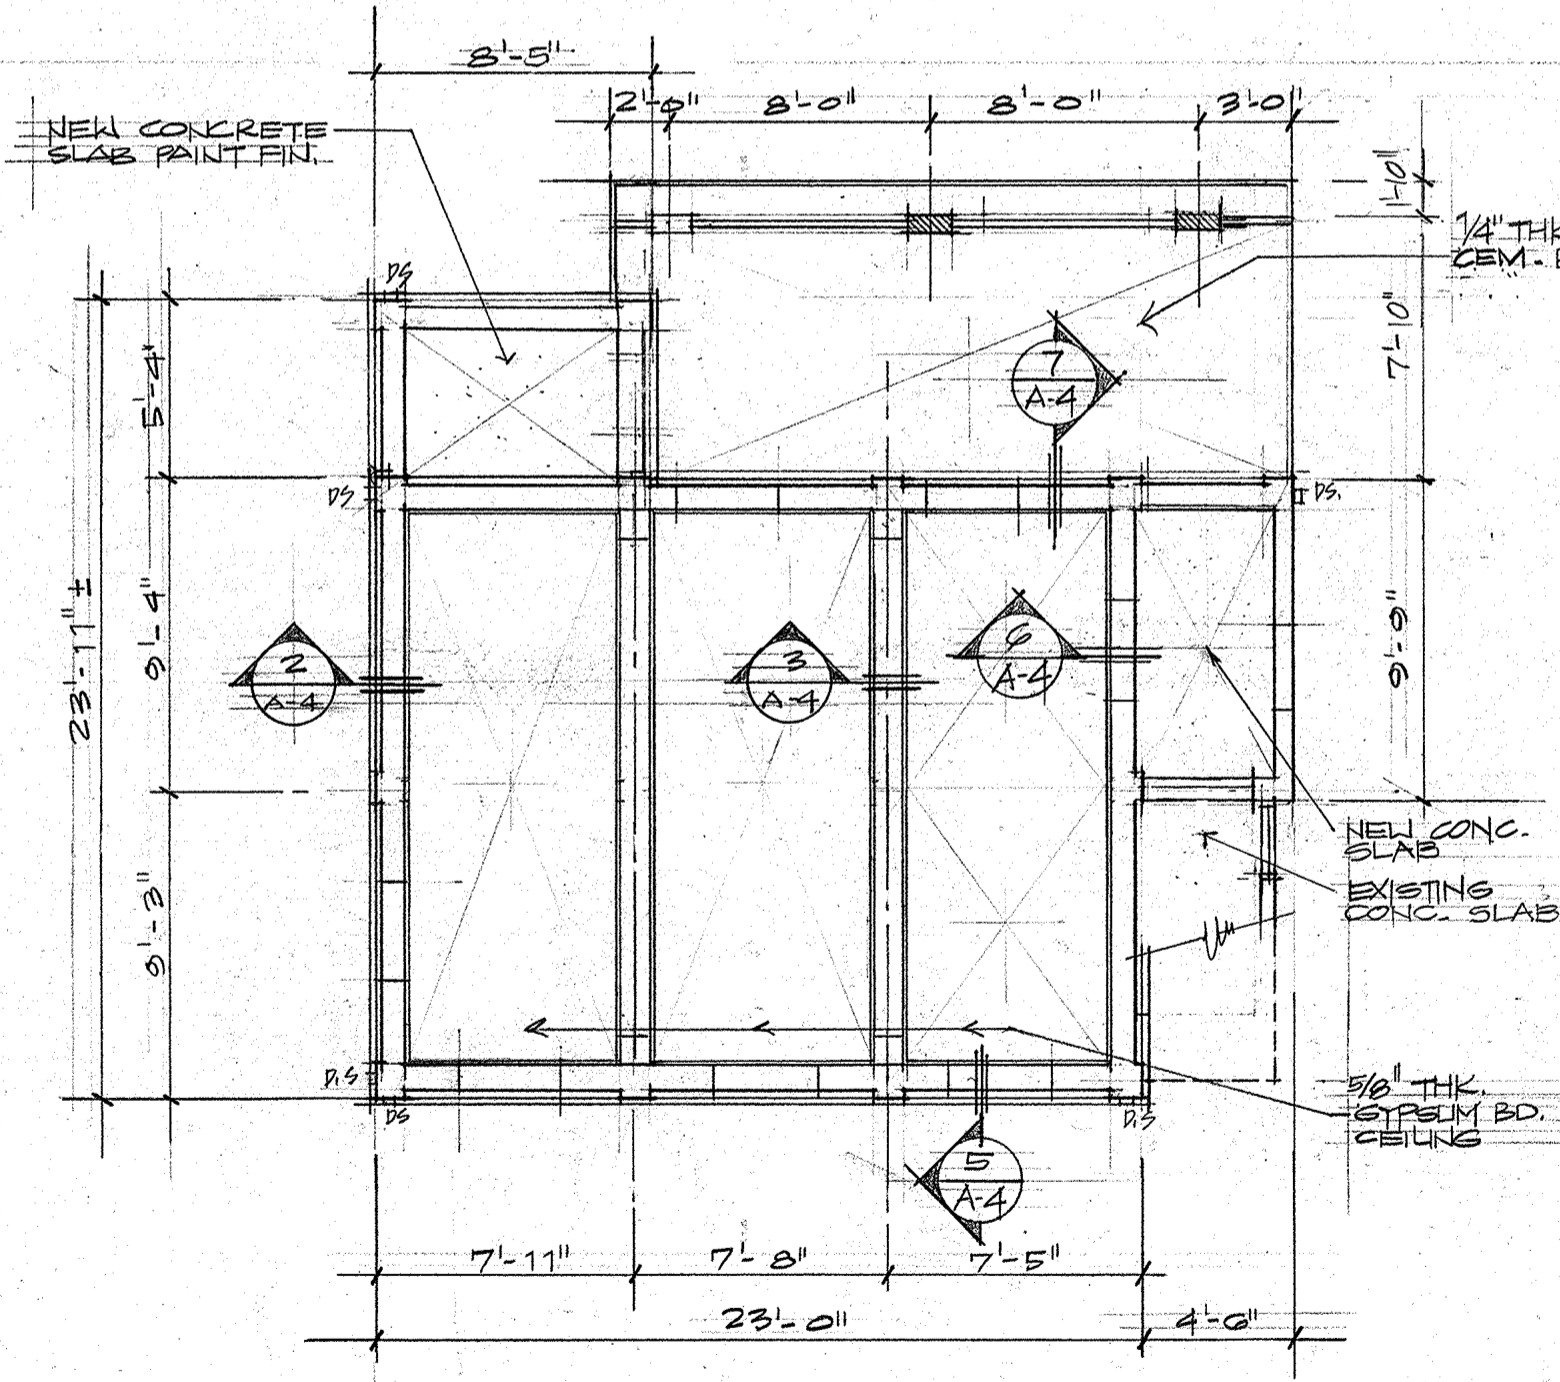 8'-5"
2'-0" 8'-0" 8'-0" 3'-0"
NEW CONCRETE
SLAB PAINT FIN.
1'-10"
1/4" THK
CEM. B
DS
7'-10"
7
A-4
5'-4"
DS
DS.
23'-11" ±
9'-4"
2
A-4
3
A-4
6
A-4
9'-9"
NEW CONC.
SLAB
EXISTING
CONC. SLAB
9'-3"
D.S
DS
D.S
5/8" THK.
GYPSUM BD.
CEILING
5
A-4
7'-11" 7'-8" 7'-5"
23'-0" 4'-6"